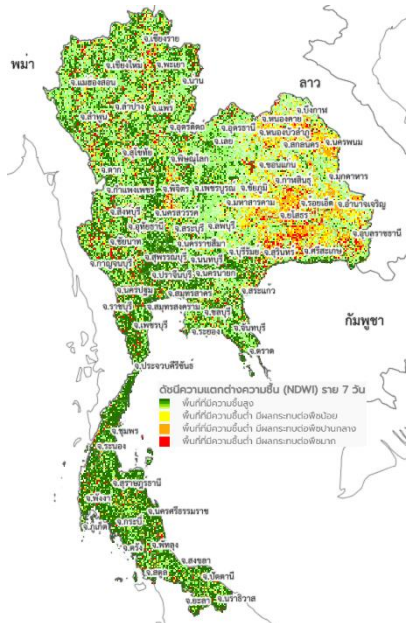 จ.เชียงราย
พม่า
จ.เชียงใหม่
จ.พะเยา
ลาว
จ.แม่ฮ่องสอน
จ.น่าน
จ.บึงกาฬ
จ.ลำปาง
จ.แพร่
จ.หนองคาย
จ.ลำพูน
จ.อุตรดิตถ์
จ.อุดรธานี
จ.หนองบัวลำภู
จ.เลย
จ.สกลนคร
จ.นครพนม
จ.สุโขทัย
จ.พิษณุโลก
จ.ขอนแก่น
จ.ตาก
จ.กาฬสินธุ์
จ.มุกดาหาร
จ.กำแพงเพชร
จ.พิจิตร
จ.เพชรบูรณ์
จ.ชัยภูมิ
จ.มหาสารคาม
จ.ร้อยเอ็ด
จ.อำนาจเจริญ
จ.สิงห์บุรี
จ.นครสวรรค์
จ.ยโสธร
จ.อุทัยธานี
จ.สระบุรี
จ.ลพบุรี
จ.อุบลราชธานี
จ.ชัยนาท
จ.นครราชสีมา
จ.บุรีรัมย์
จ.สุรินทร์
จ.ศรีสะเกษ
จ.สุพรรณบุรี
จ.นนทบุรี
จ.กาญจนบุรี
จ.ปราจีนบุรี
จ.นครนายก
จ.สระแก้ว
จ.นครปฐม
จ.สมุทรสาคร
จ.ราชบุรี
จ.สมุทรสงคราม
จ.ชลบุรี
กัมพูชา
จ.เพชรบุรี
จ.ระยอง
จ.จันทบุรี
จ.ตราด
จ.ประจวบคีรีขันธ์
ดัชนีความแตกต่างความชื้น (NDWI) ราย 7 วัน
พื้นที่ที่มีความชื้นสูง
พื้นที่ที่มีความชื้นต่ำ มีผลกระทบต่อพืชน้อย
พื้นที่ที่มีความชื้นต่ำ มีผลกระทบต่อพืชปานกลาง
พื้นที่ที่มีความชื้นต่ำ มีผลกระทบต่อพืชมาก
จ.ชุมพร
จ.ระนอง
จ.สุราษฎร์ธานี
จ.พังงา
จ.นครศรีธรรมราช
จ.กระบี่
จ.ภูเก็ต
จ.ตรัง
จ.พัทลุง
จ.สงขลา
จ.สตูล
จ.ปัตตานี
จ.ยะลา
จ.นราธิวาส